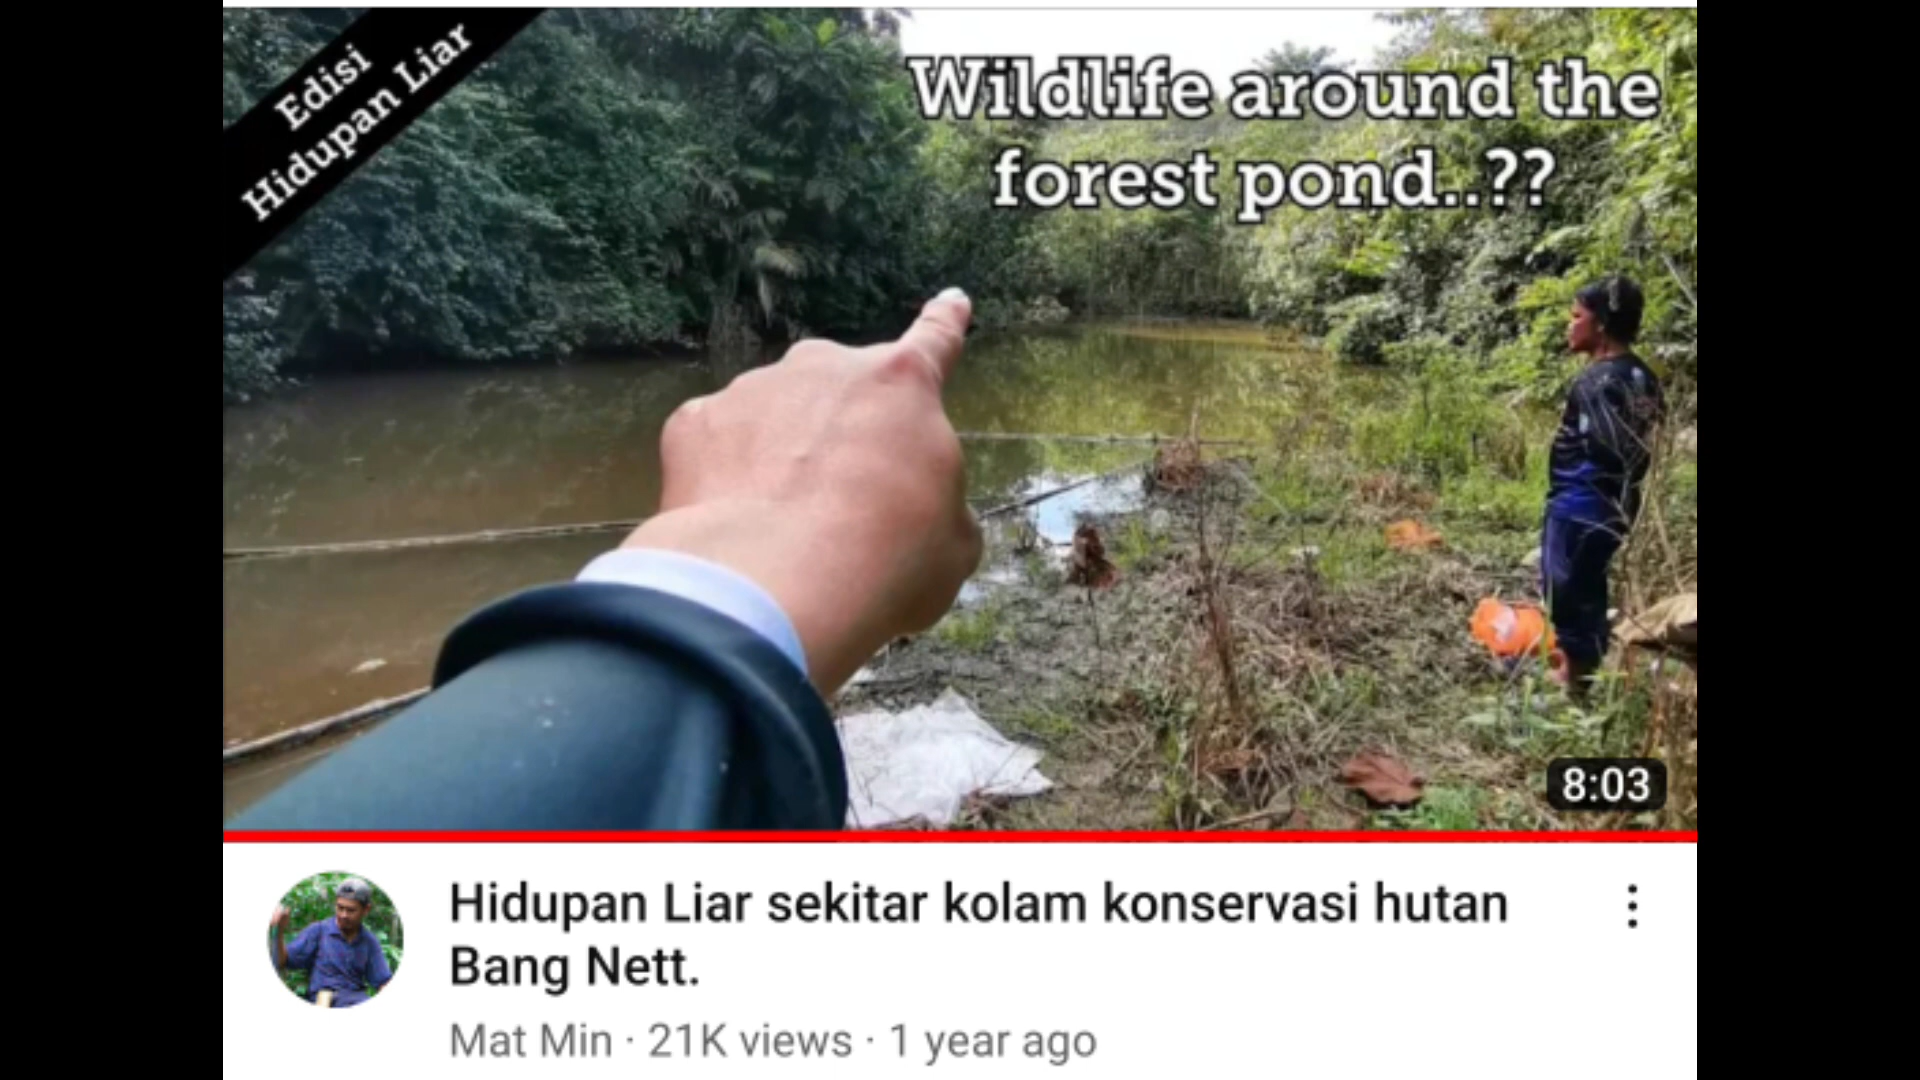 Edisi
Hidupan Liar
Wildlife around the
forest pond..??
8:03
Hidupan Liar sekitar kolam konservasi hutan
Bang Nett.
Mat Min · 21K views · 1 year ago